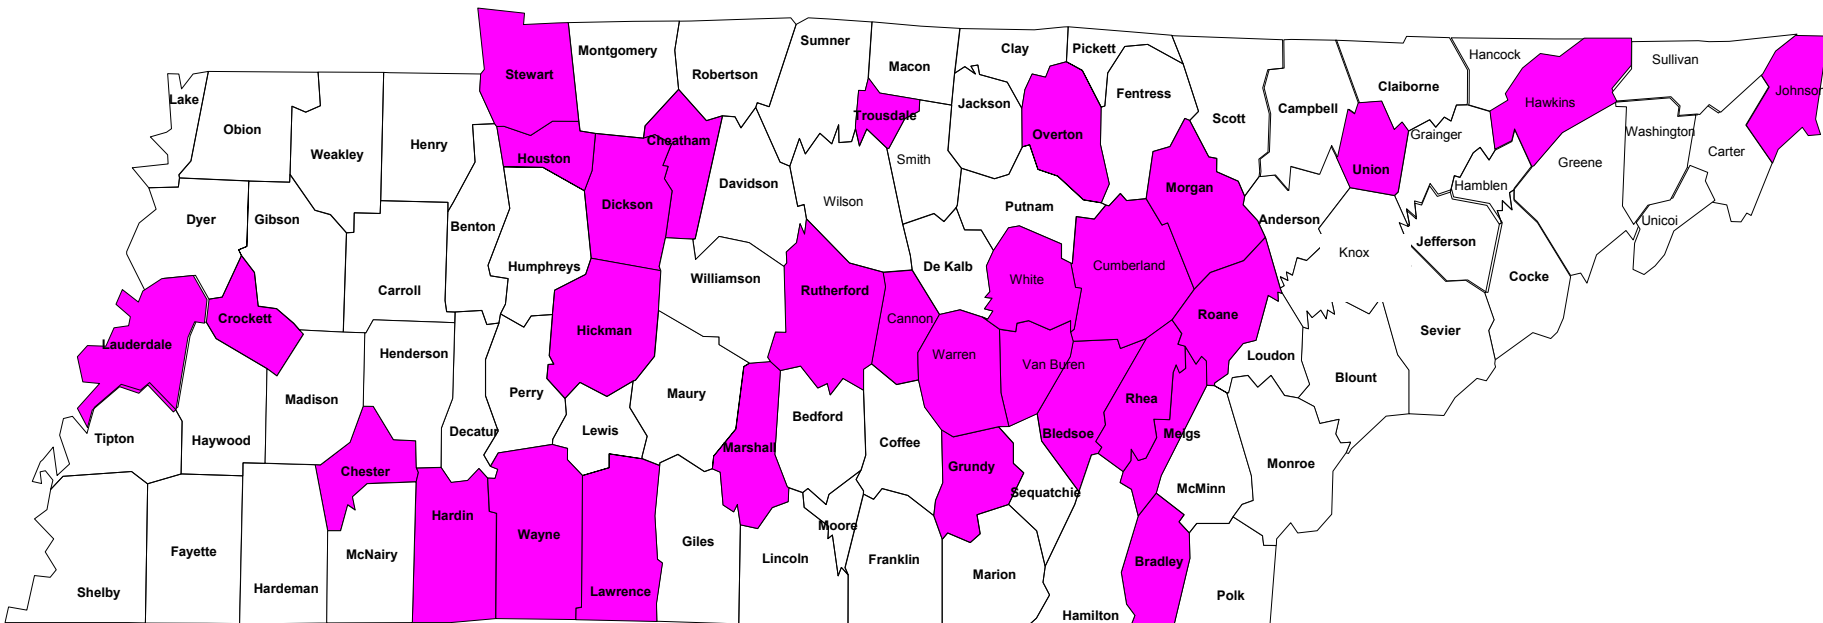 Sumner
Clay
Pickett
Montgomery
Hancock
Sullivan
Macon
Stewart
Robertson
Claiborne
Johnson
Fentress
Lake
Jackson
Hawkins
Campbell
Trousdale
Scott
Obion
Overton
Grainger
Washington
Cheatham
Henry
Weakley
Houston
Smith
Carter
Greene
Union
Davidson
Morgan
Hamblen
Wilson
Dickson
Putnam
Dyer
Gibson
Anderson
Unicoi
Benton
Jefferson
Knox
Humphreys
De Kalb
Cumberland
Cocke
Williamson
White
Carroll
Rutherford
Crockett
Cannon
Roane
Hickman
Sevier
Lauderdale
Henderson
Warren
Loudon
Van Buren
Blount
Perry
Maury
Madison
Rhea
Bedford
Lewis
Decatur
Bledsoe
Meigs
Tipton
Haywood
Coffee
Marshall
Monroe
Chester
Grundy
McMinn
Sequatchie
Hardin
Moore
Wayne
Giles
Fayette
McNairy
Lincoln
Franklin
Bradley
Marion
Hardeman
Shelby
Lawrence
Polk
Hamilton